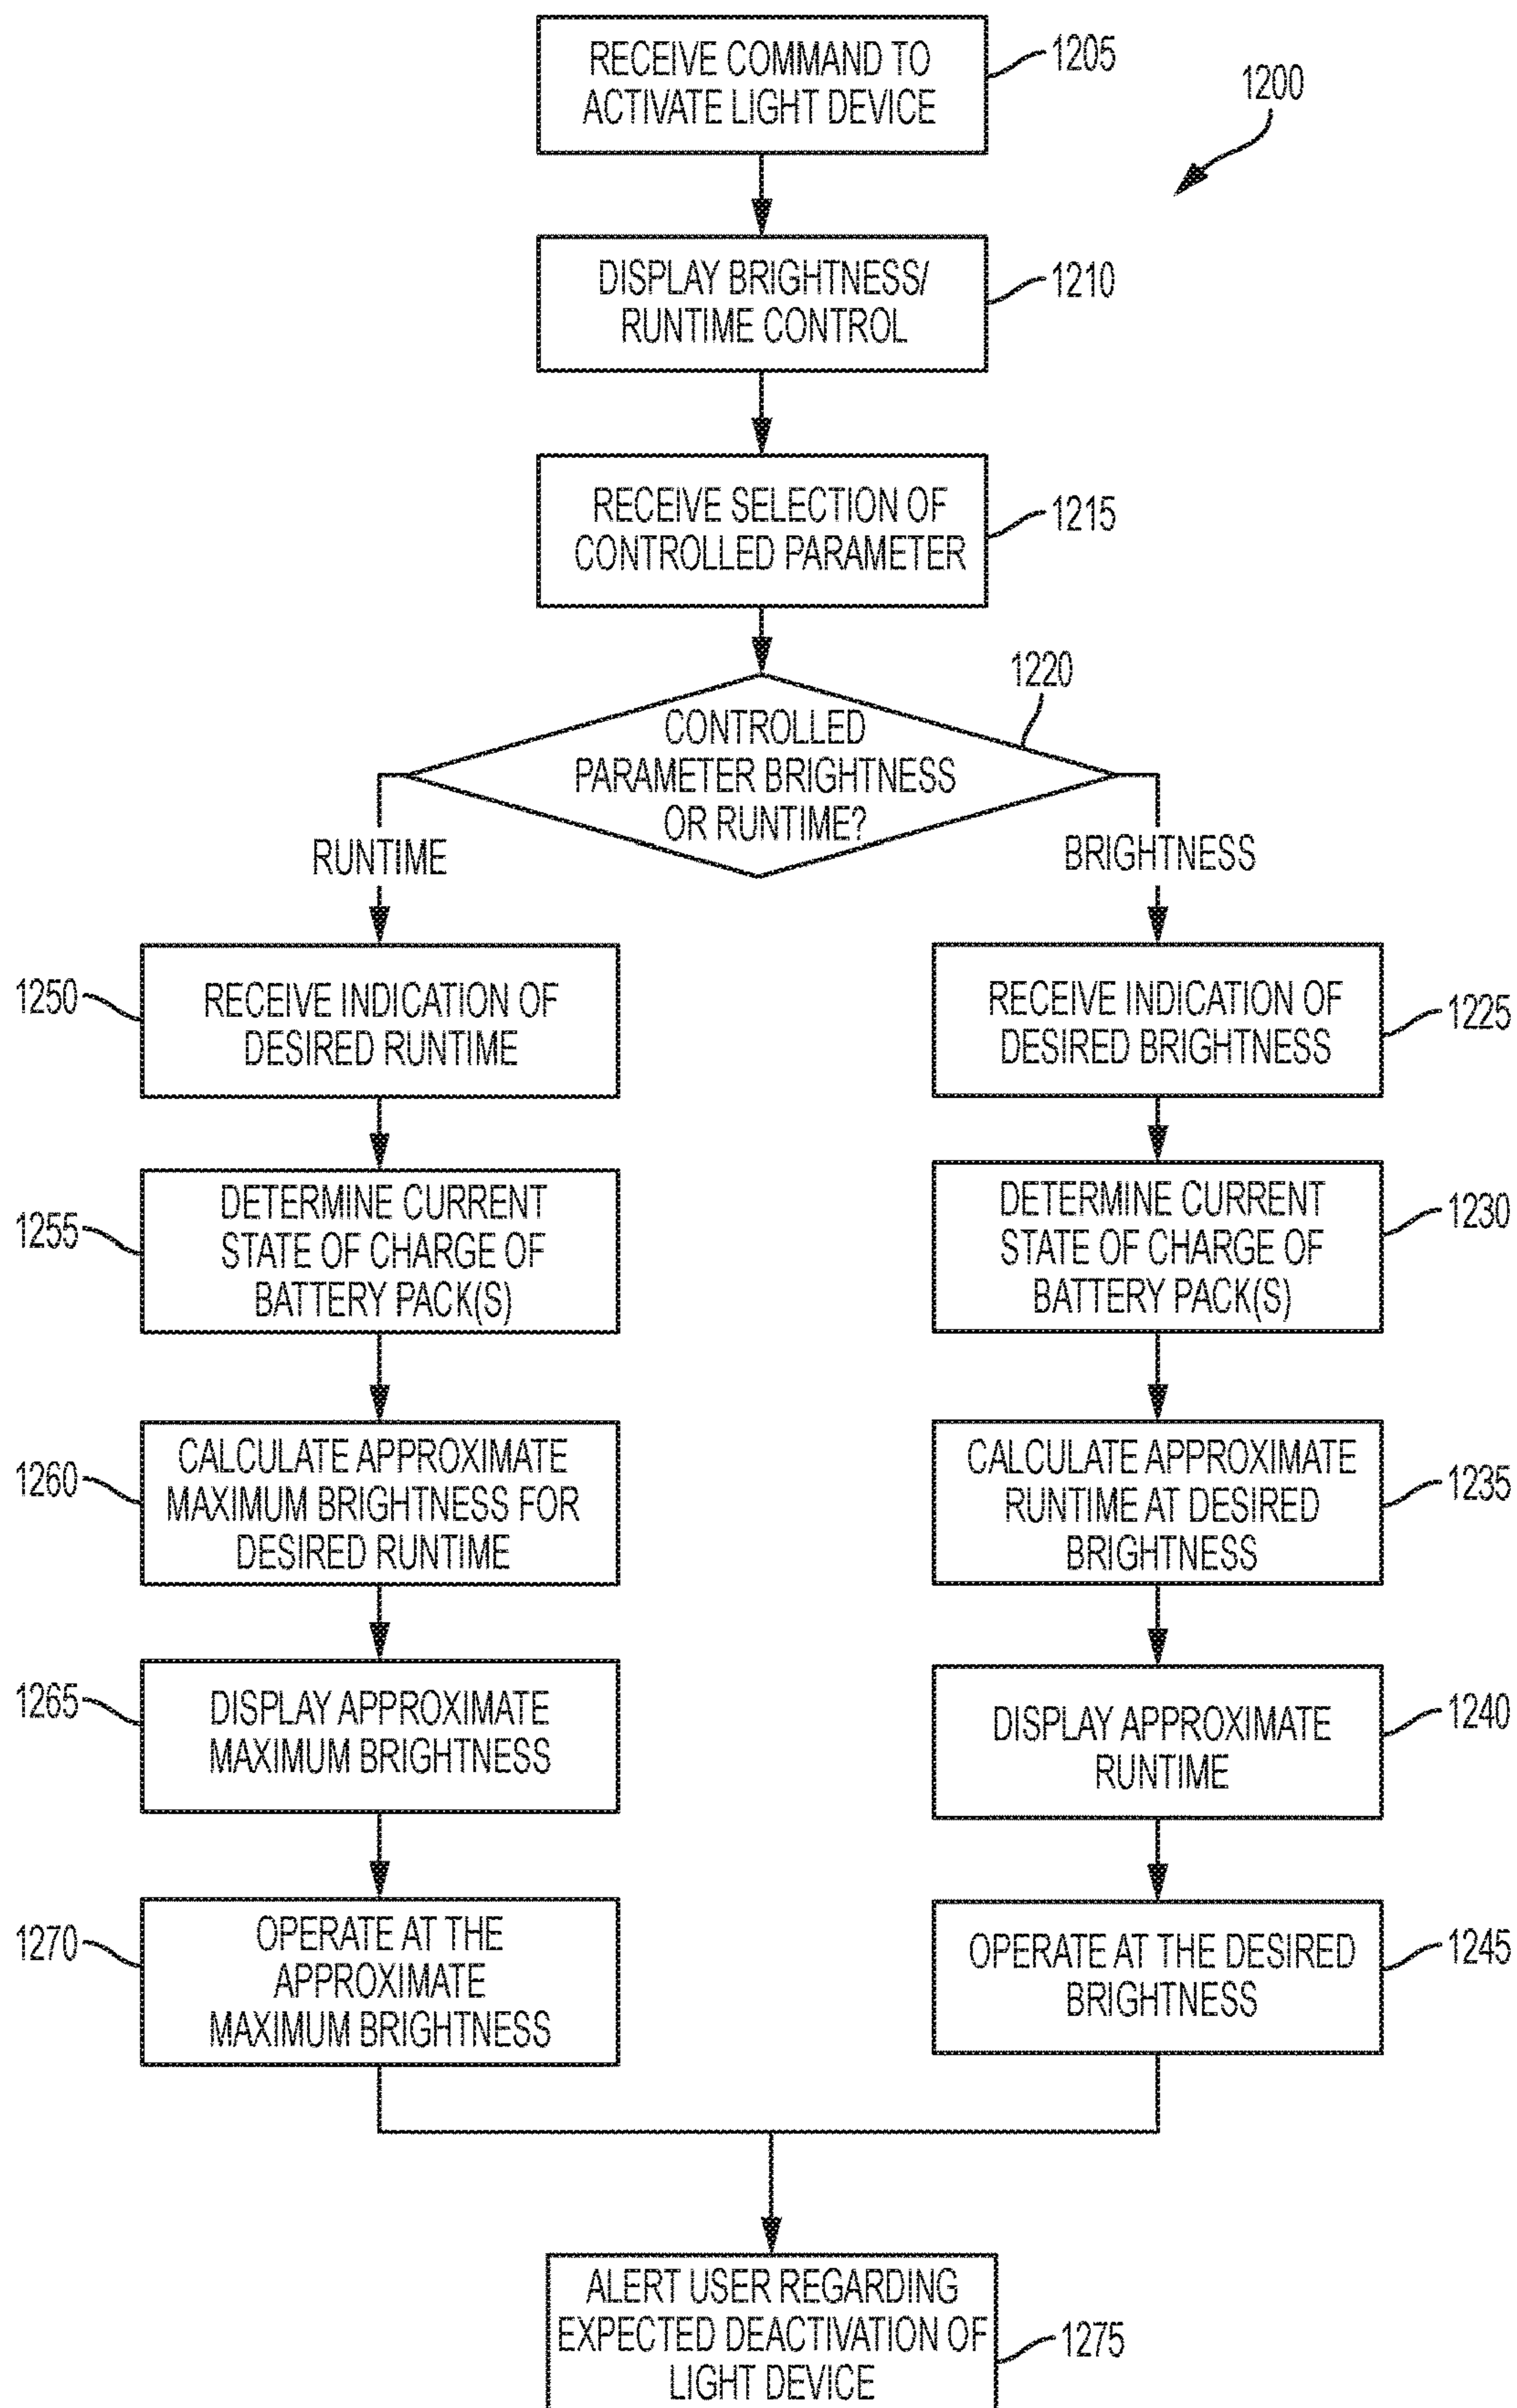 RECEIVE COMMAND TO
ACTIVATE LIGHT DEVICE
1205
1200
DISPLAY BRIGHTNESS/
RUNTIME CONTROL
1210
RECEIVE SELECTION OF
CONTROLLED PARAMETER
1215
CONTROLLED
PARAMETER BRIGHTNESS
OR RUNTIME?
1220
RUNTIME
BRIGHTNESS
1250
RECEIVE INDICATION OF
DESIRED RUNTIME
RECEIVE INDICATION OF
DESIRED BRIGHTNESS
1225
1255
DETERMINE CURRENT
STATE OF CHARGE OF
BATTERY PACK(S)
DETERMINE CURRENT
STATE OF CHARGE OF
BATTERY PACK(S)
1230
1260
CALCULATE APPROXIMATE
MAXIMUM BRIGHTNESS FOR
DESIRED RUNTIME
CALCULATE APPROXIMATE
RUNTIME AT DESIRED
BRIGHTNESS
1235
1265
DISPLAY APPROXIMATE
MAXIMUM BRIGHTNESS
DISPLAY APPROXIMATE
RUNTIME
1240
1270
OPERATE AT THE
APPROXIMATE
MAXIMUM BRIGHTNESS
OPERATE AT THE DESIRED
BRIGHTNESS
1245
ALERT USER REGARDING
EXPECTED DEACTIVATION OF
LIGHT DEVICE
1275